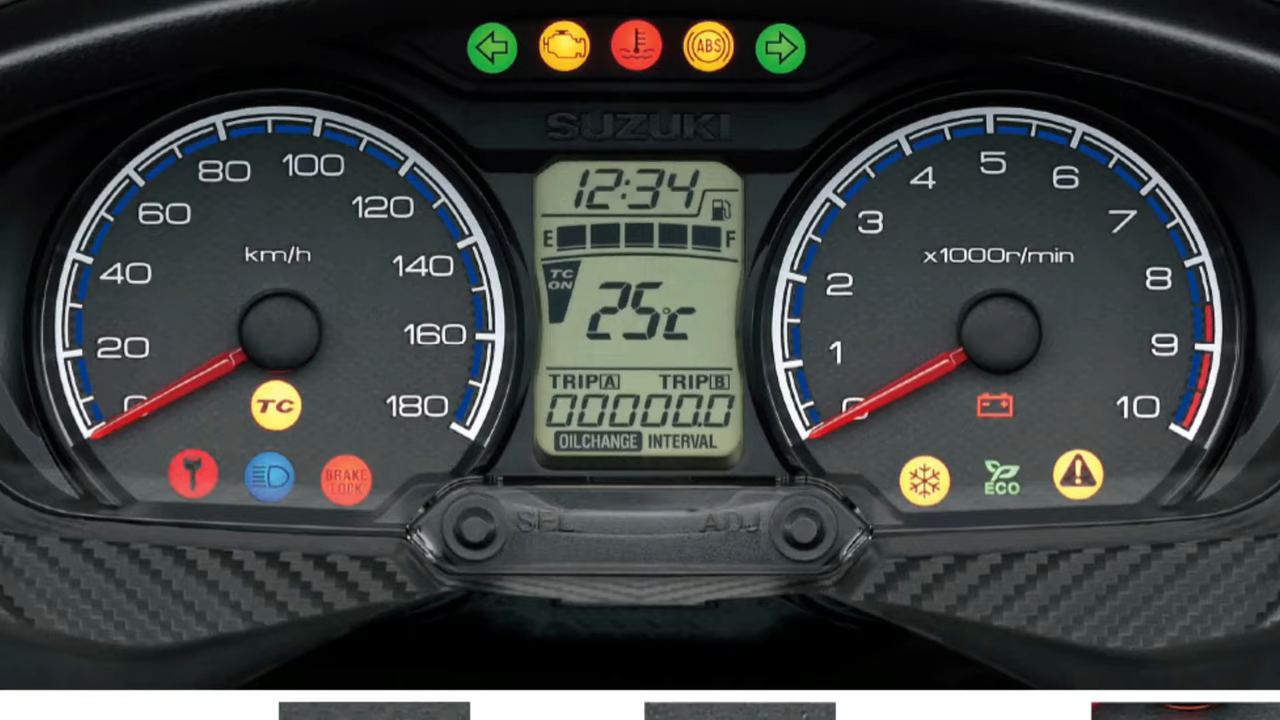 ABS
SUZUKI
80 100
60 120
40 km/h 140
20 160
0 180
TC
BRAKE
LOCK
12:34
E F
TC
ON
25°C
TRIP A TRIP B
00000.0
OILCHANGE INTERVAL
4 5 6
3 7
x1000r/min
2 8
1 9
0 10
ECO
SEL ADJ